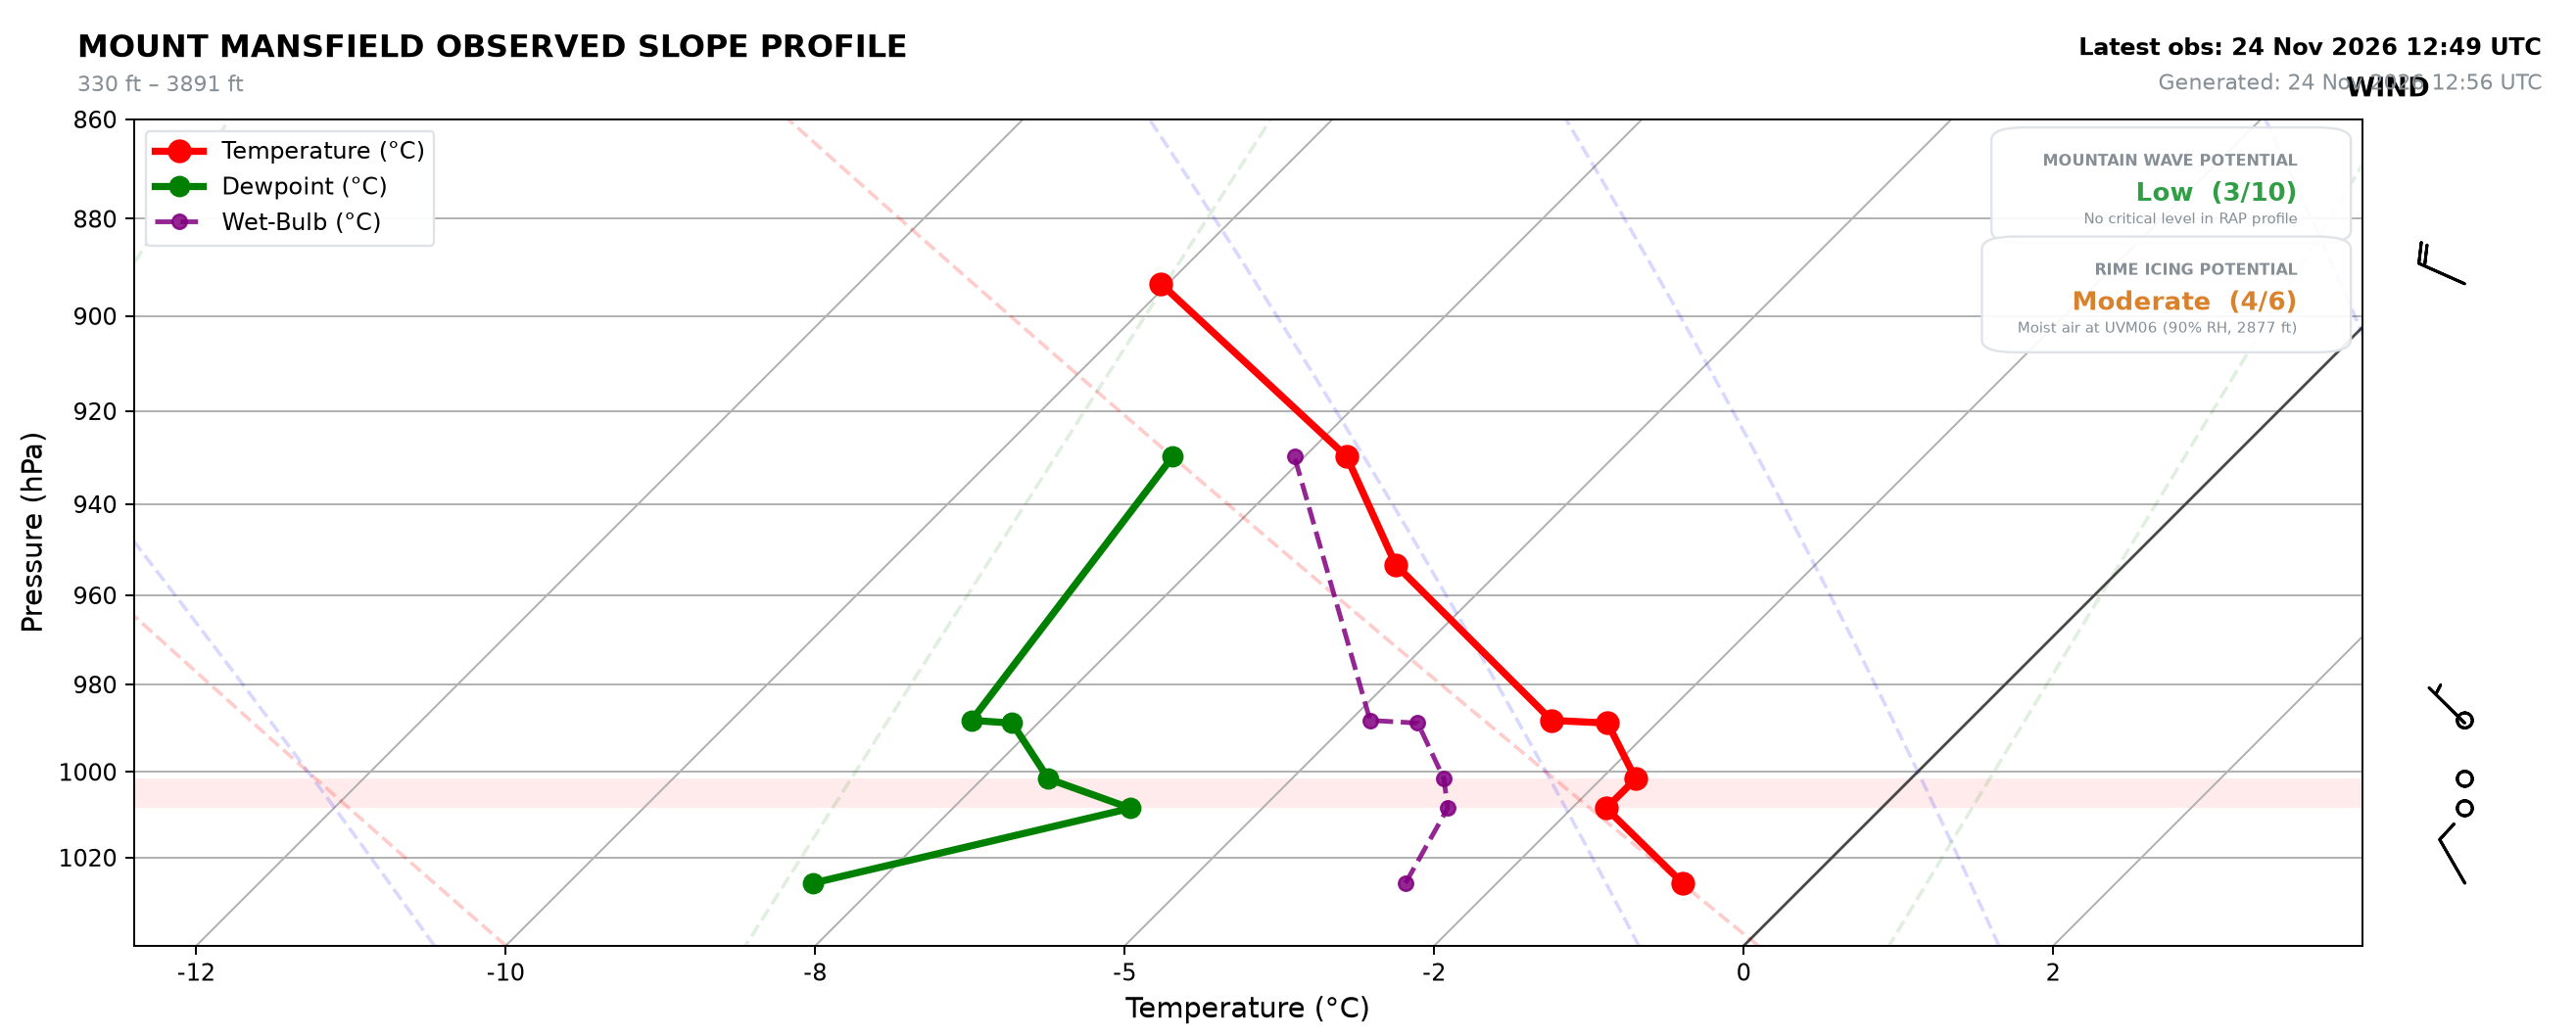 MOUNT MANSFIELD OBSERVED SLOPE PROFILE
330 ft – 3891 ft
Latest obs: 24 Nov 2026 12:49 UTC
Generated: 24 Nov 2026 12:56 UTC
WIND
Temperature (°C)
Dewpoint (°C)
Wet-Bulb (°C)
MOUNTAIN WAVE POTENTIAL
Low (3/10)
No critical level in RAP profile
RIME ICING POTENTIAL
Moderate (4/6)
Moist air at UVM06 (90% RH, 2877 ft)
Pressure (hPa)
860
880
900
920
940
960
980
1000
1020
-12
-10
-8
-5
-2
0
2
Temperature (°C)